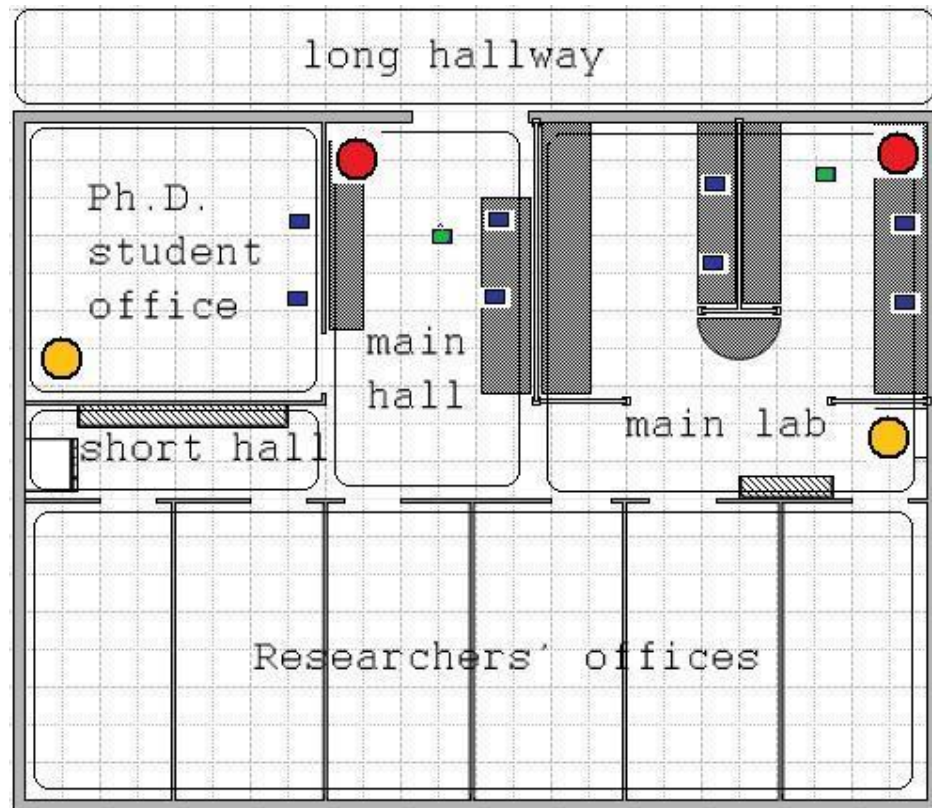 long hallway
Ph.D.
student
office
main
hall
short hall
main lab
Researchers' offices